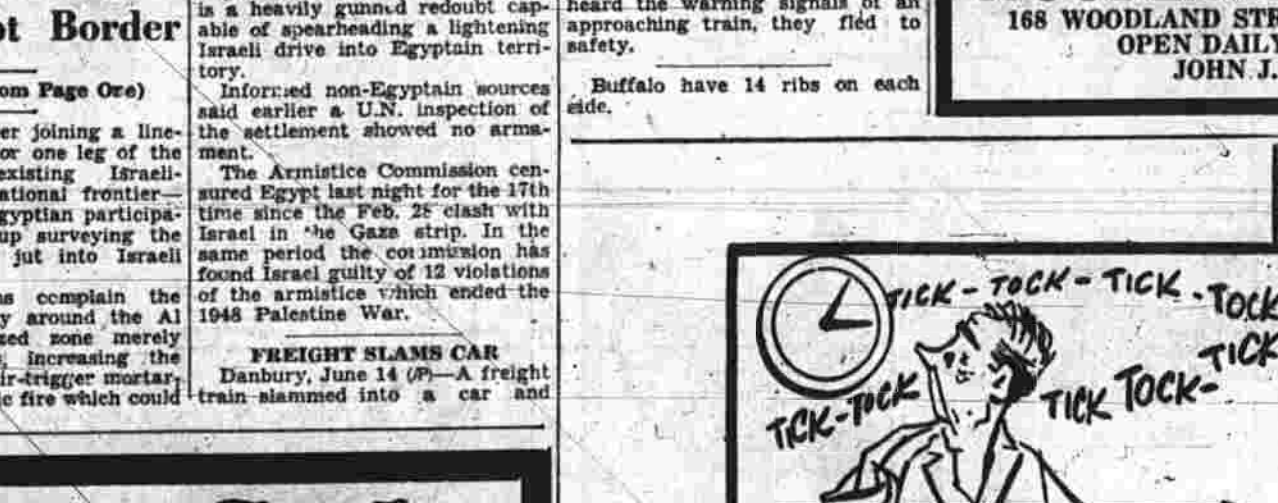 ot Border
om Page One)
er joining a line-
or one leg of the
existing Israeli-
ational frontier—
gyptian participa-
up surveying the
jut into Israeli
ns complain the
y around the Al
zed zone merely
increasing the
ir-trigger mortar,
c fire which could
is a heavily gunned redoubt cap-
able of spearheading a lightening
Israeli drive into Egyptain terri-
tory.
Informed non-Egyptain sources
said earlier a U.N. inspection of
the settlement showed no arma-
ment.
The Armistice Commission cen-
sured Egypt last night for the 17th
time since the Feb. 28 clash with
Israel in the Gaze strip. In the
same period the commission has
found Israel guilty of 12 violations
of the armistice which ended the
1948 Palestine War.
FREIGHT SLAMS CAR
Danbury, June 14 (AP)—A freight
train slammed into a car and
heard the warning signals of an
approaching train, they fled to
safety.
Buffalo have 14 ribs on each
side.
168 WOODLAND STR
OPEN DAILY
JOHN J.
TICK - TOCK - TICK - TOCK
TICK
TICK-TOCK
TICK TOCK-